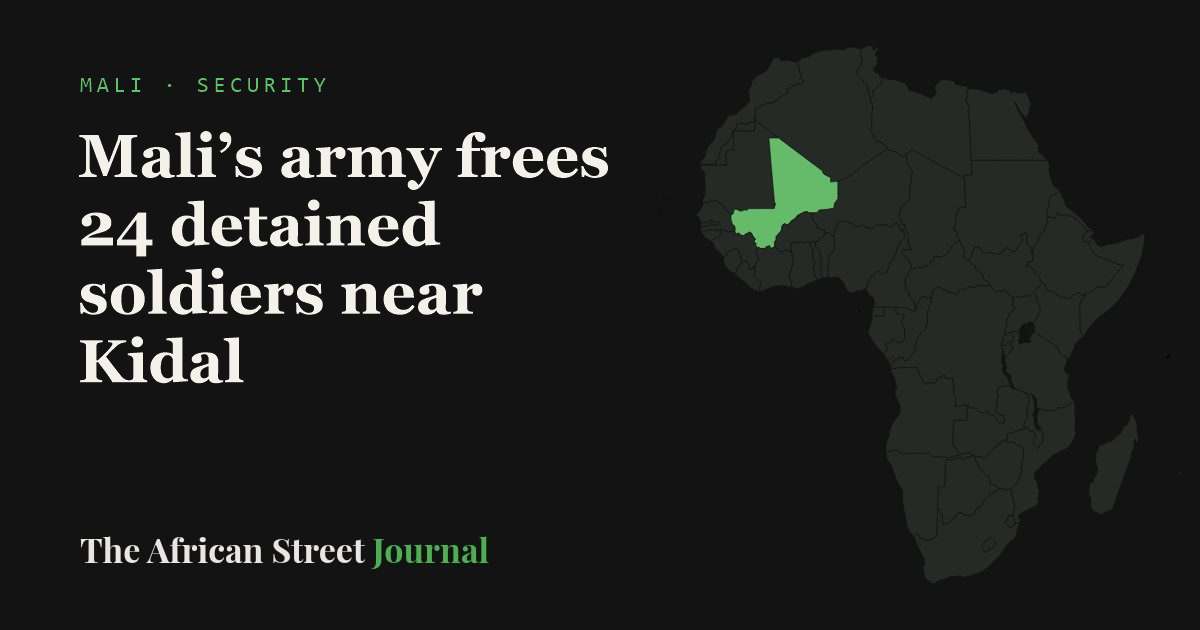 MALI · SECURITY
Mali’s army frees
24 detained
soldiers near
Kidal
The African Street Journal